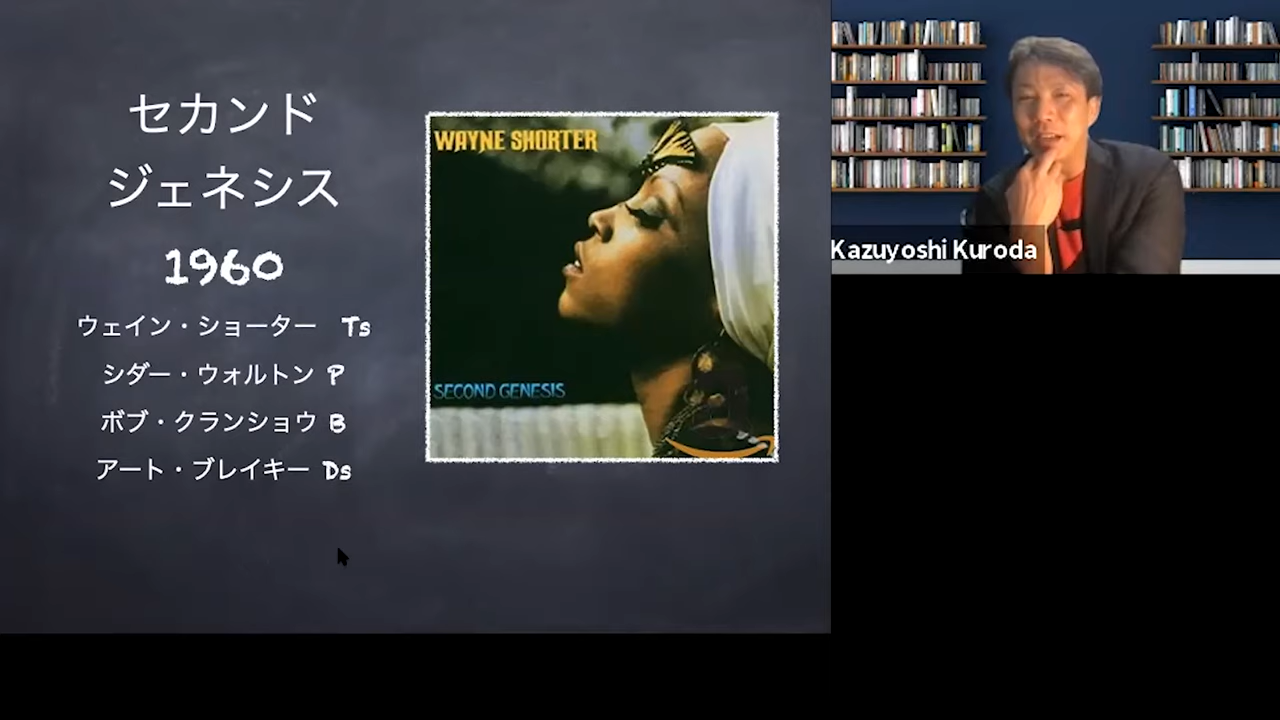 セカンド
ジェネシス
1960
ウェイン・ショーター Ts
シダー・ウォルトン P
ボブ・クランショウ B
アート・ブレイキー Ds
WAYNE SHORTER
SECOND GENESIS
Kazuyoshi Kuroda